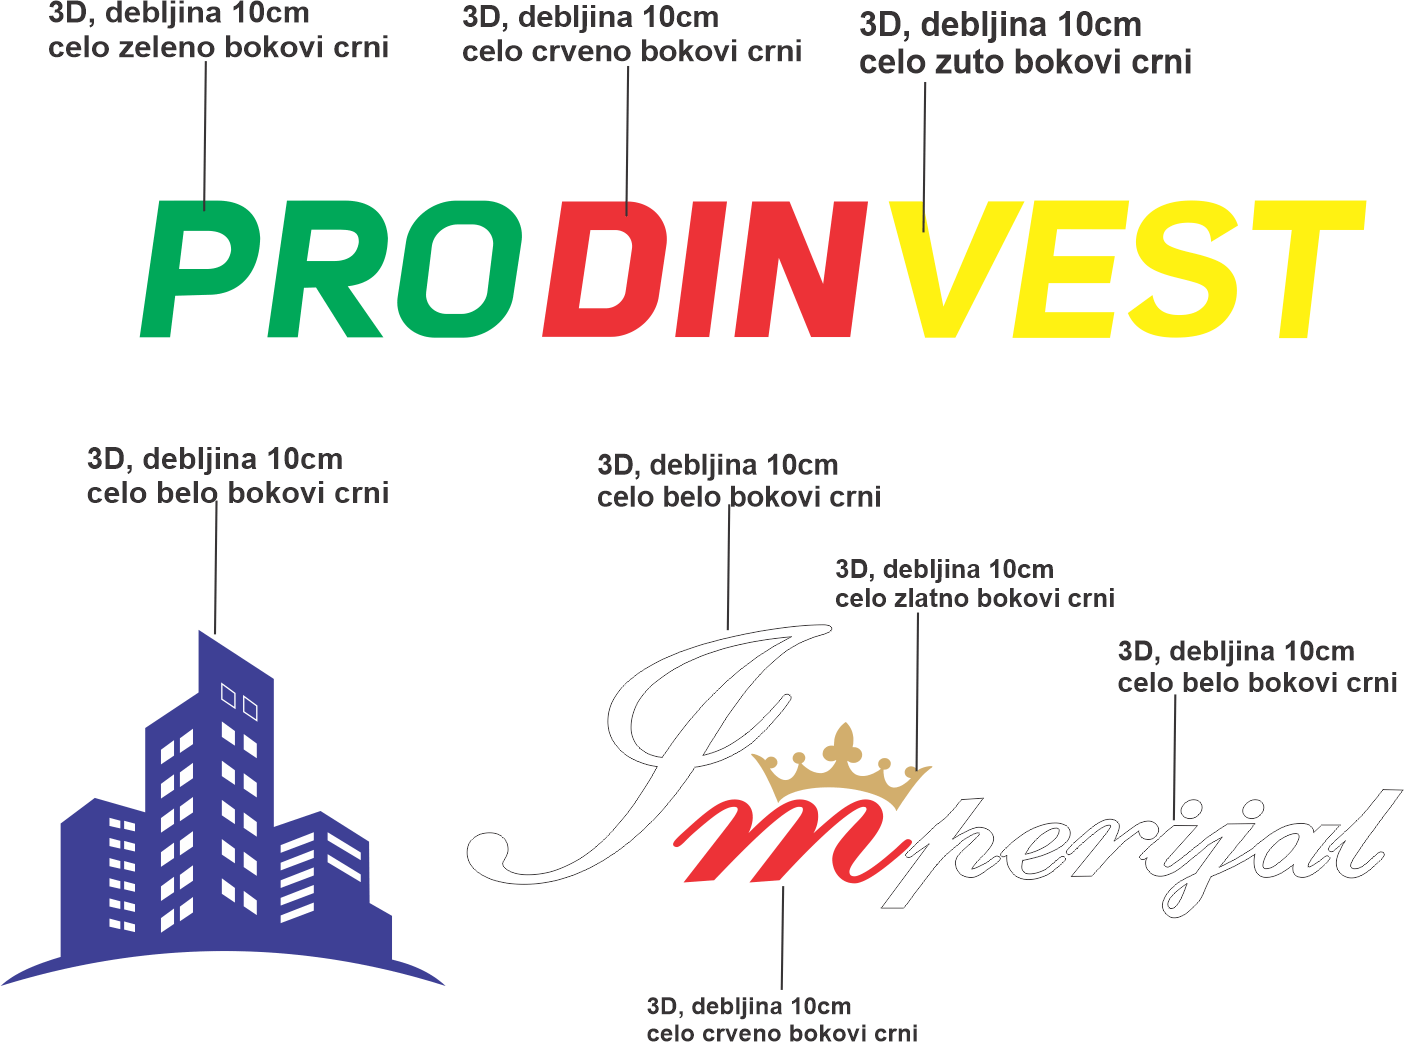 3D, debljina 10cm
celo zeleno bokovi crni
3D, debljina 10cm
celo crveno bokovi crni
3D, debljina 10cm
celo zuto bokovi crni
PRODINVEST
3D, debljina 10cm
celo belo bokovi crni
3D, debljina 10cm
celo belo bokovi crni
3D, debljina 10cm
celo zlatno bokovi crni
3D, debljina 10cm
celo belo bokovi crni
Imperijal
3D, debljina 10cm
celo crveno bokovi crni